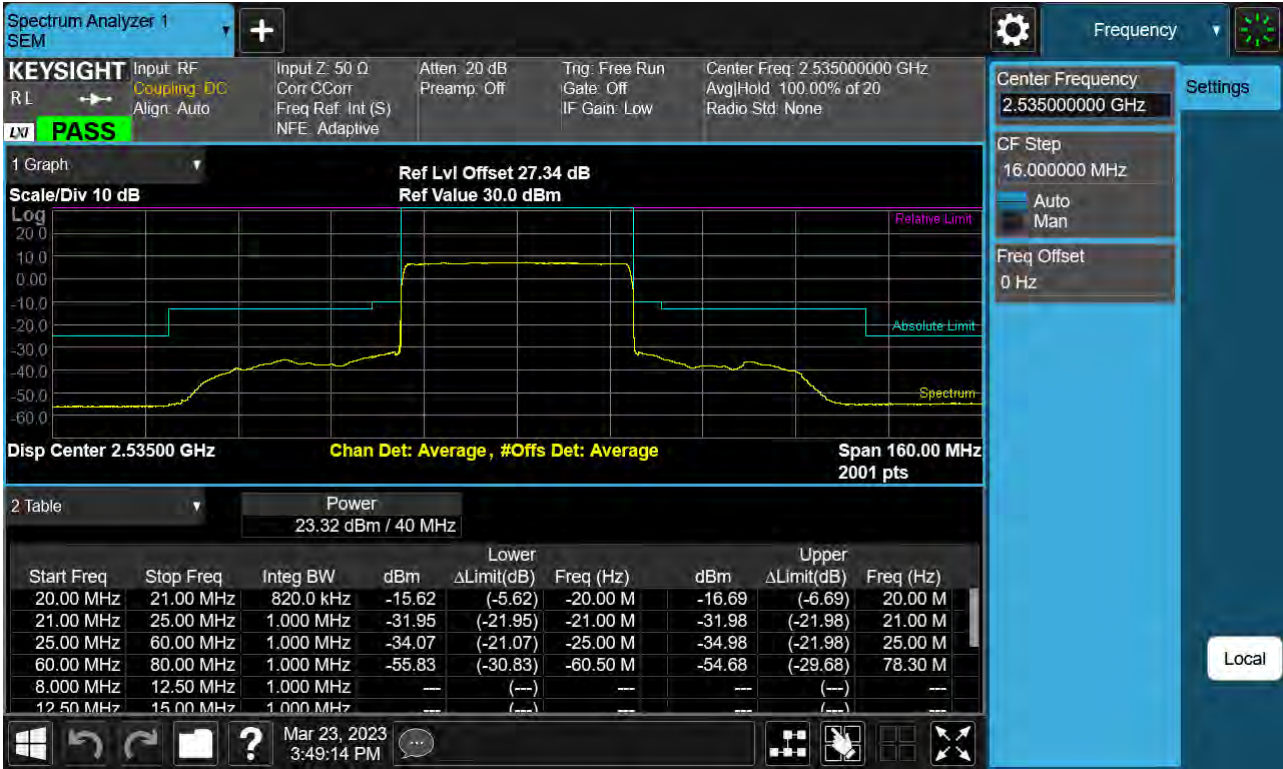 Spectrum Analyzer 1
SEM
Frequency
KEYSIGHT
R L
LXI
PASS
Input: RF
Coupling: DC
Align: Auto
Input Z: 50 Ω
Corr CCorr
Freq Ref: Int (S)
NFE: Adaptive
Atten: 20 dB
Preamp: Off
Trig: Free Run
Gate: Off
IF Gain: Low
Center Freq: 2.535000000 GHz
Avg|Hold: 100.00% of 20
Radio Std: None
Center Frequency
2.535000000 GHz
Settings
CF Step
16.000000 MHz
Auto
Man
Freq Offset
0 Hz
Local
1 Graph
Scale/Div 10 dB
Ref Lvl Offset 27.34 dB
Ref Value 30.0 dBm
Log
20.0
10.0
0.00
-10.0
-20.0
-30.0
-40.0
-50.0
-60.0
Relative Limit
Absolute Limit
Spectrum
Disp Center 2.53500 GHz
Chan Det: Average , #Offs Det: Average
Span 160.00 MHz
2001 pts
2 Table
Power
23.32 dBm / 40 MHz
Lower Upper
Start Freq Stop Freq Integ BW dBm ΔLimit(dB) Freq (Hz) dBm ΔLimit(dB) Freq (Hz)
20.00 MHz 21.00 MHz 820.0 kHz -15.62 (-5.62) -20.00 M -16.69 (-6.69) 20.00 M
21.00 MHz 25.00 MHz 1.000 MHz -31.95 (-21.95) -21.00 M -31.98 (-21.98) 21.00 M
25.00 MHz 60.00 MHz 1.000 MHz -34.07 (-21.07) -25.00 M -34.98 (-21.98) 25.00 M
60.00 MHz 80.00 MHz 1.000 MHz -55.83 (-30.83) -60.50 M -54.68 (-29.68) 78.30 M
8.000 MHz 12.50 MHz 1.000 MHz --- (---) --- --- (---) ---
12.50 MHz 15.00 MHz 1.000 MHz --- (---) --- --- (---) ---
Mar 23, 2023
3:49:14 PM